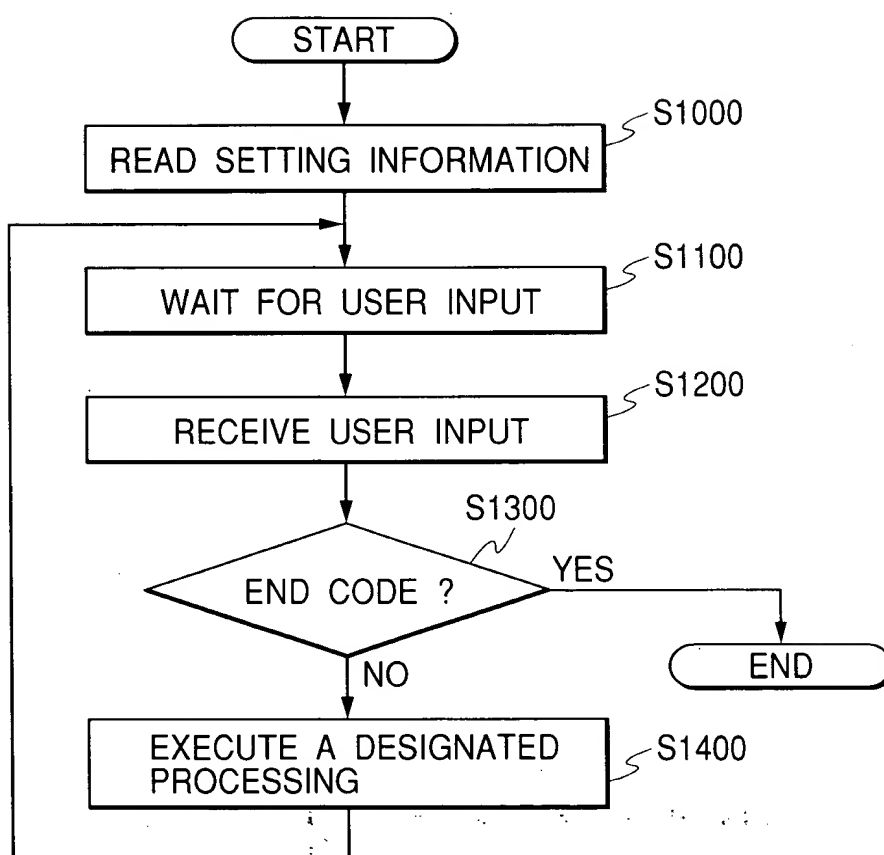 START
S1000
READ SETTING INFORMATION
S1100
WAIT FOR USER INPUT
S1200
RECEIVE USER INPUT
S1300
END CODE ?
YES
END
NO
EXECUTE A DESIGNATED
PROCESSING
S1400